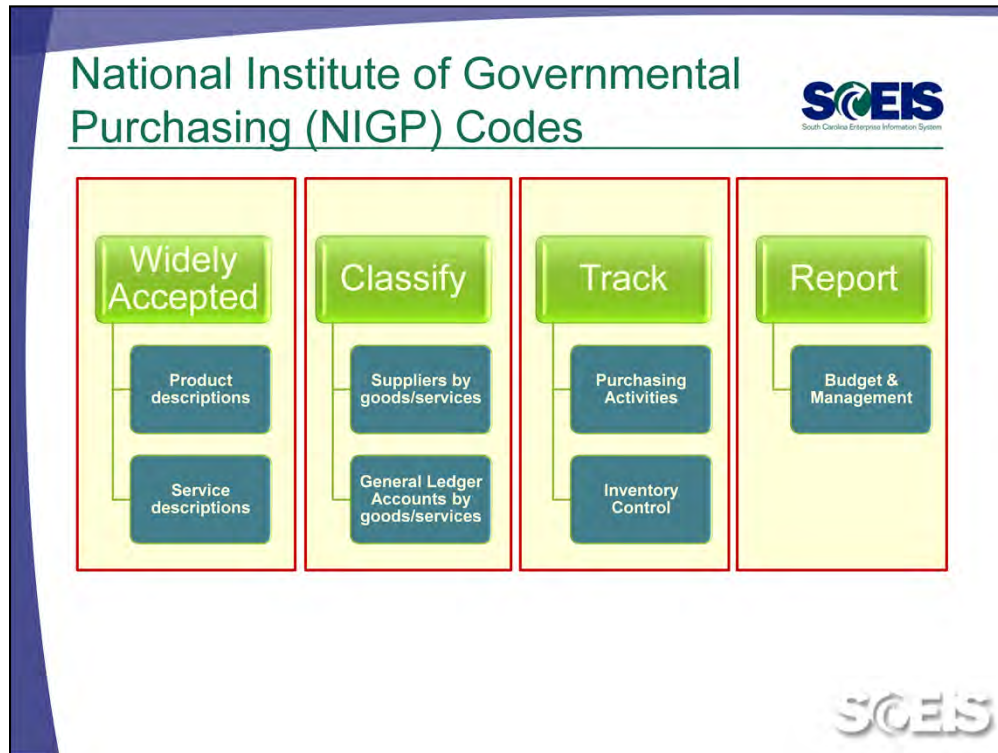 National Institute of Governmental
Purchasing (NIGP) Codes
SCEIS
South Carolina Enterprise Information System
Widely
Accepted
Product
descriptions
Service
descriptions
Classify
Suppliers by
goods/services
General Ledger
Accounts by
goods/services
Track
Purchasing
Activities
Inventory
Control
Report
Budget &
Management
SCEIS